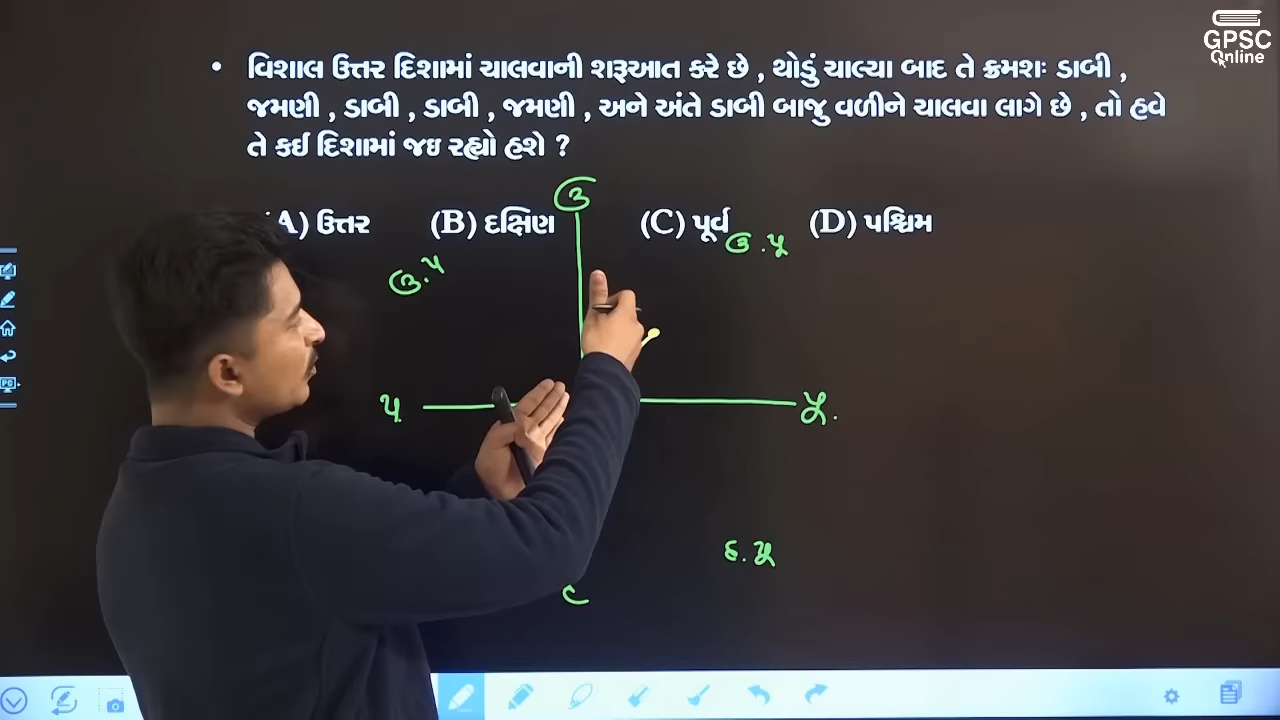 GPSC
Online
• વિશાલ ઉત્તર દિશામાં ચાલવાની શરૂઆત કરે છે , થોડું ચાલ્યા બાદ તે ક્રમશઃ ડાબી ,
જમણી , ડાબી , ડાબી , જમણી , અને અંતે ડાબી બાજુ વળીને ચાલવા લાગે છે , તો હવે
તે કઈ દિશામાં જઇ રહ્યો હશે ?
A) ઉત્તર (B) દક્ષિણ (C) પૂર્વ (D) પશ્ચિમ
ઉ
ઉ.પ ઉ.પૂ
પ પૂ.
દ.પૂ